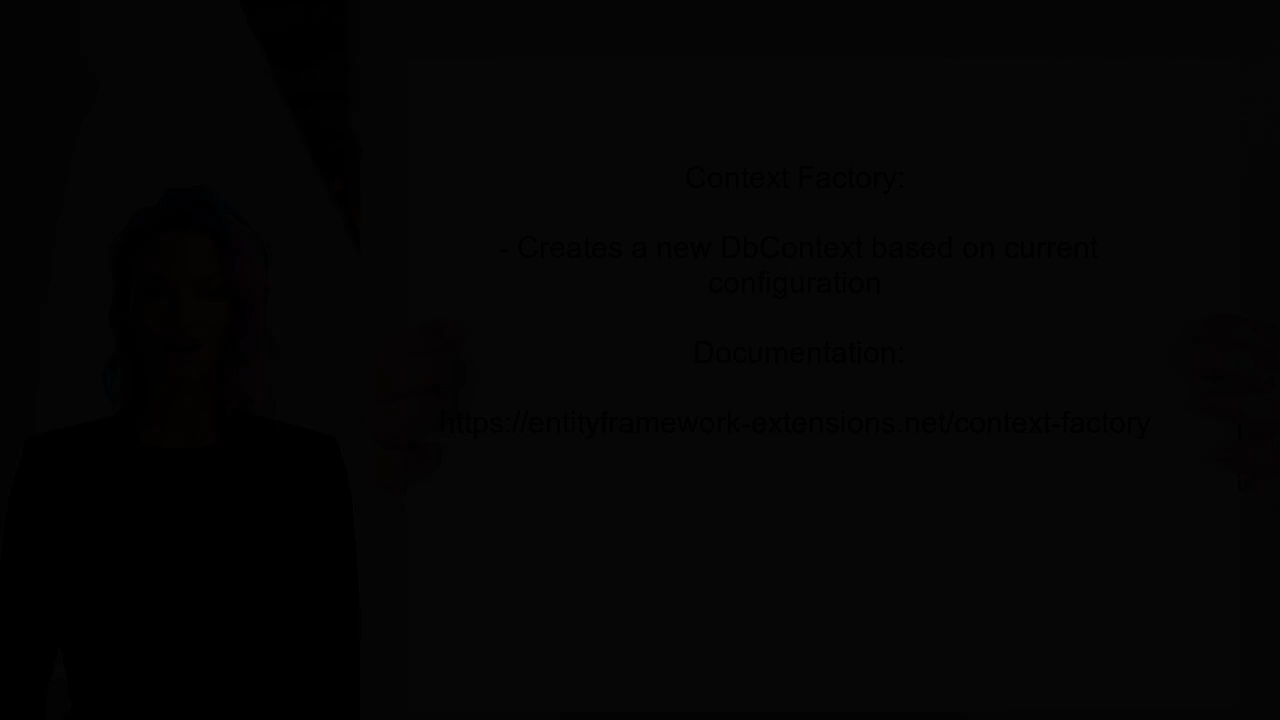 Context Factory:
- Creates a new DbContext based on current
configuration
Documentation:
https://entityframework-extensions.net/context-factory